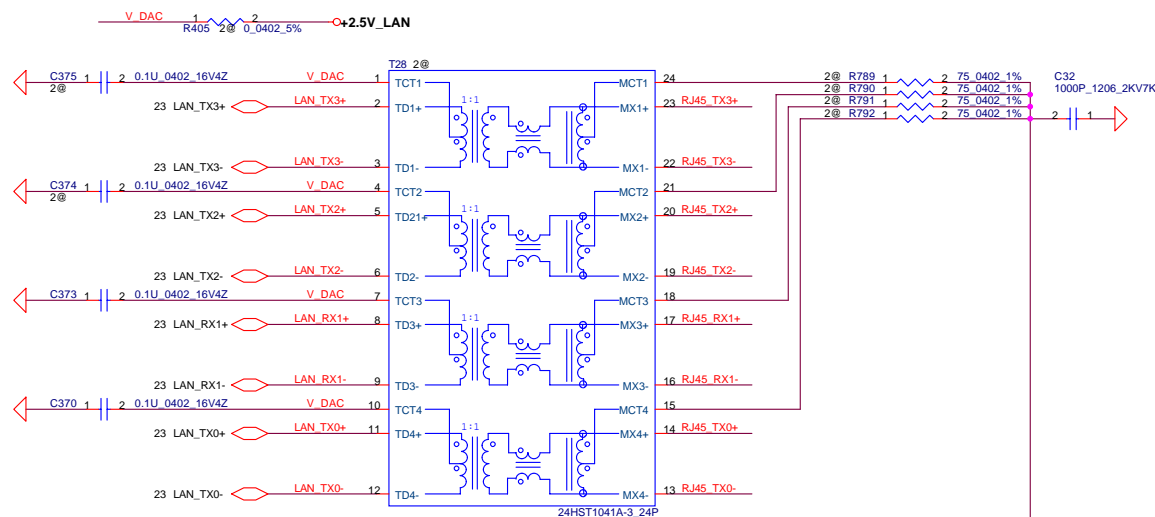 V_DAC 1 2 +2.5V_LAN
R405 2@ 0_0402_5%
T28 2@
C375 1 2 0.1U_0402_16V4Z V_DAC 1 TCT1 MCT1 24 2@ R789 1 2 75_0402_1% C32
2@ 2@ R790 1 2 75_0402_1% 1000P_1206_2KV7K
23 LAN_TX3+ LAN_TX3+ 2 TD1+ 1:1 MX1+ 23 RJ45_TX3+ 2@ R791 1 2 75_0402_1%
2@ R792 1 2 75_0402_1% 2 1
23 LAN_TX3- LAN_TX3- 3 TD1- MX1- 22 RJ45_TX3-
C374 1 2 0.1U_0402_16V4Z V_DAC 4 TCT2 MCT2 21
2@
23 LAN_TX2+ LAN_TX2+ 5 TD21+ 1:1 MX2+ 20 RJ45_TX2+
23 LAN_TX2- LAN_TX2- 6 TD2- MX2- 19 RJ45_TX2-
C373 1 2 0.1U_0402_16V4Z V_DAC 7 TCT3 MCT3 18
23 LAN_RX1+ LAN_RX1+ 8 TD3+ 1:1 MX3+ 17 RJ45_RX1+
23 LAN_RX1- LAN_RX1- 9 TD3- MX3- 16 RJ45_RX1-
C370 1 2 0.1U_0402_16V4Z V_DAC 10 TCT4 MCT4 15
23 LAN_TX0+ LAN_TX0+ 11 TD4+ 1:1 MX4+ 14 RJ45_TX0+
23 LAN_TX0- LAN_TX0- 12 TD4- MX4- 13 RJ45_TX0-
24HST1041A-3_24P